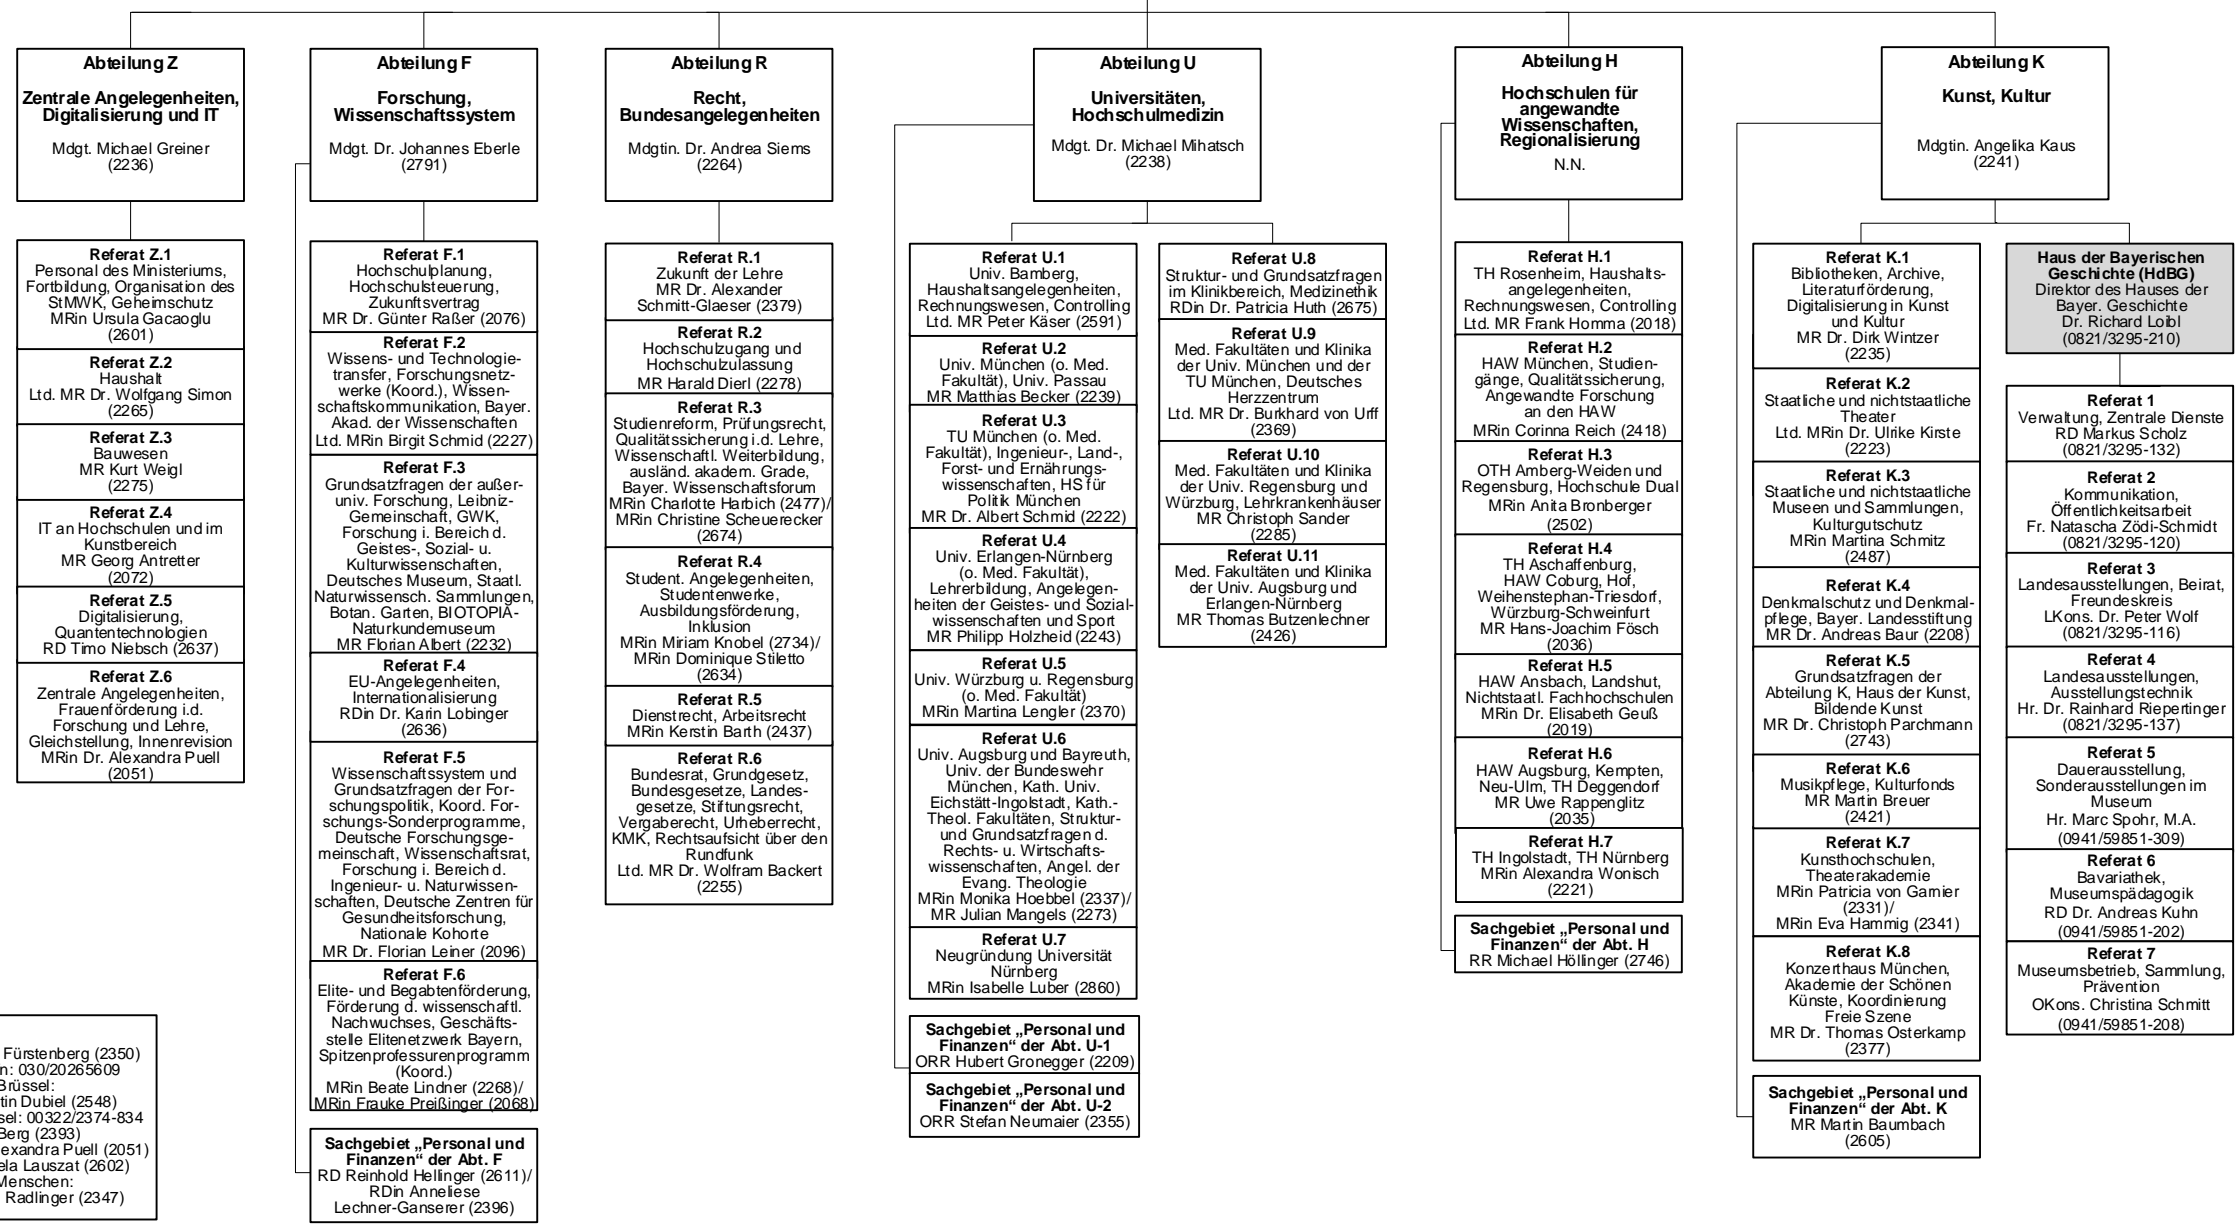 Abteilung Z
Zentrale Angelegenheiten,
Digitalisierung und IT
Mdgt. Michael Greiner
(2236)
Referat Z.1
Personal des Ministeriums,
Fortbildung, Organisation des
StMWK, Geheimschutz
MRin Ursula Gacaoglu
(2601)
Referat Z.2
Haushalt
Ltd. MR Dr. Wolfgang Simon
(2265)
Referat Z.3
Bauwesen
MR Kurt Weigl
(2275)
Referat Z.4
IT an Hochschulen und im
Kunstbereich
MR Georg Antretter
(2072)
Referat Z.5
Digitalisierung,
Quantentechnologien
RD Timo Niebsch (2637)
Referat Z.6
Zentrale Angelegenheiten,
Frauenförderung i.d.
Forschung und Lehre,
Gleichstellung, Innenrevision
MRin Dr. Alexandra Puell
(2051)
Fürstenberg (2350)
n: 030/20265609
Brüssel:
tin Dubiel (2548)
sel: 00322/2374-834
Berg (2393)
exandra Puell (2051)
ela Lauszat (2602)
Menschen:
Radlinger (2347)
Abteilung F
Forschung,
Wissenschaftssystem
Mdgt. Dr. Johannes Eberle
(2791)
Referat F.1
Hochschulplanung,
Hochschulsteuerung,
Zukunftsvertrag
MR Dr. Günter Raßer (2076)
Referat F.2
Wissens- und Technologie-
transfer, Forschungsnetz-
werke (Koord.), Wissen-
schaftskommunikation, Bayer.
Akad. der Wissenschaften
Ltd. MRin Birgit Schmid (2227)
Referat F.3
Grundsatzfragen der außer-
univ. Forschung, Leibniz-
Gemeinschaft, GWK,
Forschung i. Bereich d.
Geistes-, Sozial- u.
Kulturwissenschaften,
Deutsches Museum, Staatl.
Naturwissensch. Sammlungen,
Botan. Garten, BIOTOPIA-
Naturkundemuseum
MR Florian Albert (2232)
Referat F.4
EU-Angelegenheiten,
Internationalisierung
RDin Dr. Karin Lobinger
(2636)
Referat F.5
Wissenschaftssystem und
Grundsatzfragen der For-
schungspolitik, Koord. For-
schungs-Sonderprogramme,
Deutsche Forschungsge-
meinschaft, Wissenschaftsrat,
Forschung i. Bereich d.
Ingenieur- u. Naturwissen-
schaften, Deutsche Zentren für
Gesundheitsforschung,
Nationale Kohorte
MR Dr. Florian Leiner (2096)
Referat F.6
Elite- und Begabtenförderung,
Förderung d. wissenschaftl.
Nachwuchses, Geschäfts-
stelle Elitenetzwerk Bayern,
Spitzenprofessurenprogramm
(Koord.)
MRin Beate Lindner (2268)/
MRin Frauke Preißinger (2068)
Sachgebiet „Personal und
Finanzen“ der Abt. F
RD Reinhold Hellinger (2611)/
RDin Anneliese
Lechner-Ganserer (2396)
Abteilung R
Recht,
Bundesangelegenheiten
Mdgtin. Dr. Andrea Siems
(2264)
Referat R.1
Zukunft der Lehre
MR Dr. Alexander
Schmitt-Glaeser (2379)
Referat R.2
Hochschulzugang und
Hochschulzulassung
MR Harald Dierl (2278)
Referat R.3
Studienreform, Prüfungsrecht,
Qualitätssicherung i.d. Lehre,
Wissenschaftl. Weiterbildung,
ausländ. akadem. Grade,
Bayer. Wissenschaftsforum
MRin Charlotte Harbich (2477)/
MRin Christine Scheuerecker
(2674)
Referat R.4
Student. Angelegenheiten,
Studentenwerke,
Ausbildungsförderung,
Inklusion
MRin Miriam Knobel (2734)/
MRin Dominique Stiletto
(2634)
Referat R.5
Dienstrecht, Arbeitsrecht
MRin Kerstin Barth (2437)
Referat R.6
Bundesrat, Grundgesetz,
Bundesgesetze, Landes-
gesetze, Stiftungsrecht,
Vergaberecht, Urheberrecht,
KMK, Rechtsaufsicht über den
Rundfunk
Ltd. MR Dr. Wolfram Backert
(2255)
Abteilung U
Universitäten,
Hochschulmedizin
Mdgt. Dr. Michael Mihatsch
(2238)
Referat U.1
Univ. Bamberg,
Haushaltsangelegenheiten,
Rechnungswesen, Controlling
Ltd. MR Peter Käser (2591)
Referat U.2
Univ. München (o. Med.
Fakultät), Univ. Passau
MR Matthias Becker (2239)
Referat U.3
TU München (o. Med.
Fakultät), Ingenieur-, Land-,
Forst- und Ernährungs-
wissenschaften, HS für
Politik München
MR Dr. Albert Schmid (2222)
Referat U.4
Univ. Erlangen-Nürnberg
(o. Med. Fakultät),
Lehrerbildung, Angelegen-
heiten der Geistes- und Sozial-
wissenschaften und Sport
MR Philipp Holzheid (2243)
Referat U.5
Univ. Würzburg u. Regensburg
(o. Med. Fakultät)
MRin Martina Lengler (2370)
Referat U.6
Univ. Augsburg und Bayreuth,
Univ. der Bundeswehr
München, Kath. Univ.
Eichstätt-Ingolstadt, Kath.-
Theol. Fakultäten, Struktur-
und Grundsatzfragen d.
Rechts- u. Wirtschafts-
wissenschaften, Angel. der
Evang. Theologie
MRin Monika Hoebbel (2337)/
MR Julian Mangels (2273)
Referat U.7
Neugründung Universität
Nürnberg
MRin Isabelle Luber (2860)
Sachgebiet „Personal und
Finanzen“ der Abt. U-1
ORR Hubert Gronegger (2209)
Sachgebiet „Personal und
Finanzen“ der Abt. U-2
ORR Stefan Neumaier (2355)
Referat U.8
Struktur- und Grundsatzfragen
im Klinikbereich, Medizinethik
RDin Dr. Patricia Huth (2675)
Referat U.9
Med. Fakultäten und Klinika
der Univ. München und der
TU München, Deutsches
Herzzentrum
Ltd. MR Dr. Burkhard von Urff
(2369)
Referat U.10
Med. Fakultäten und Klinika
der Univ. Regensburg und
Würzburg, Lehrkrankenhäuser
MR Christoph Sander
(2285)
Referat U.11
Med. Fakultäten und Klinika
der Univ. Augsburg und
Erlangen-Nürnberg
MR Thomas Butzenlechner
(2426)
Abteilung H
Hochschulen für
angewandte
Wissenschaften,
Regionalisierung
N.N.
Referat H.1
TH Rosenheim, Haushalts-
angelegenheiten,
Rechnungswesen, Controlling
Ltd. MR Frank Homma (2018)
Referat H.2
HAW München, Studien-
gänge, Qualitätssicherung,
Angewandte Forschung
an den HAW
MRin Corinna Reich (2418)
Referat H.3
OTH Amberg-Weiden und
Regensburg, Hochschule Dual
MRin Anita Bronberger
(2502)
Referat H.4
TH Aschaffenburg,
HAW Coburg, Hof,
Weihenstephan-Triesdorf,
Würzburg-Schweinfurt
MR Hans-Joachim Fösch
(2036)
Referat H.5
HAW Ansbach, Landshut,
Nichtstaatl. Fachhochschulen
MRin Dr. Elisabeth Geuß
(2019)
Referat H.6
HAW Augsburg, Kempten,
Neu-Ulm, TH Deggendorf
MR Uwe Rappenglitz
(2035)
Referat H.7
TH Ingolstadt, TH Nürnberg
MRin Alexandra Wonisch
(2221)
Sachgebiet „Personal und
Finanzen“ der Abt. H
RR Michael Höllinger (2746)
Abteilung K
Kunst, Kultur
Mdgtin. Angelika Kaus
(2241)
Referat K.1
Bibliotheken, Archive,
Literaturförderung,
Digitalisierung in Kunst
und Kultur
MR Dr. Dirk Wintzer
(2235)
Referat K.2
Staatliche und nichtstaatliche
Theater
Ltd. MRin Dr. Ulrike Kirste
(2223)
Referat K.3
Staatliche und nichtstaatliche
Museen und Sammlungen,
Kulturgutschutz
MRin Martina Schmitz
(2487)
Referat K.4
Denkmalschutz und Denkmal-
pflege, Bayer. Landesstiftung
MR Dr. Andreas Baur (2208)
Referat K.5
Grundsatzfragen der
Abteilung K, Haus der Kunst,
Bildende Kunst
MR Dr. Christoph Parchmann
(2743)
Referat K.6
Musikpflege, Kulturfonds
MR Martin Breuer
(2421)
Referat K.7
Kunsthochschulen,
Theaterakademie
MRin Patricia von Garnier
(2331)/
MRin Eva Hammig (2341)
Referat K.8
Konzerthaus München,
Akademie der Schönen
Künste, Koordinierung
Freie Szene
MR Dr. Thomas Osterkamp
(2377)
Sachgebiet „Personal und
Finanzen“ der Abt. K
MR Martin Baumbach
(2605)
Haus der Bayerischen
Geschichte (HdBG)
Direktor des Hauses der
Bayer. Geschichte
Dr. Richard Loibl
(0821/3295-210)
Referat 1
Verwaltung, Zentrale Dienste
RD Markus Scholz
(0821/3295-132)
Referat 2
Kommunikation,
Öffentlichkeitsarbeit
Fr. Natascha Zödi-Schmidt
(0821/3295-120)
Referat 3
Landesausstellungen, Beirat,
Freundeskreis
LKons. Dr. Peter Wolf
(0821/3295-116)
Referat 4
Landesausstellungen,
Ausstellungstechnik
Hr. Dr. Rainhard Riepertinger
(0821/3295-137)
Referat 5
Dauerausstellung,
Sonderausstellungen im
Museum
Hr. Marc Spohr, M.A.
(0941/59851-309)
Referat 6
Bavariathek,
Museumspädagogik
RD Dr. Andreas Kuhn
(0941/59851-202)
Referat 7
Museumsbetrieb, Sammlung,
Prävention
OKons. Christina Schmitt
(0941/59851-208)